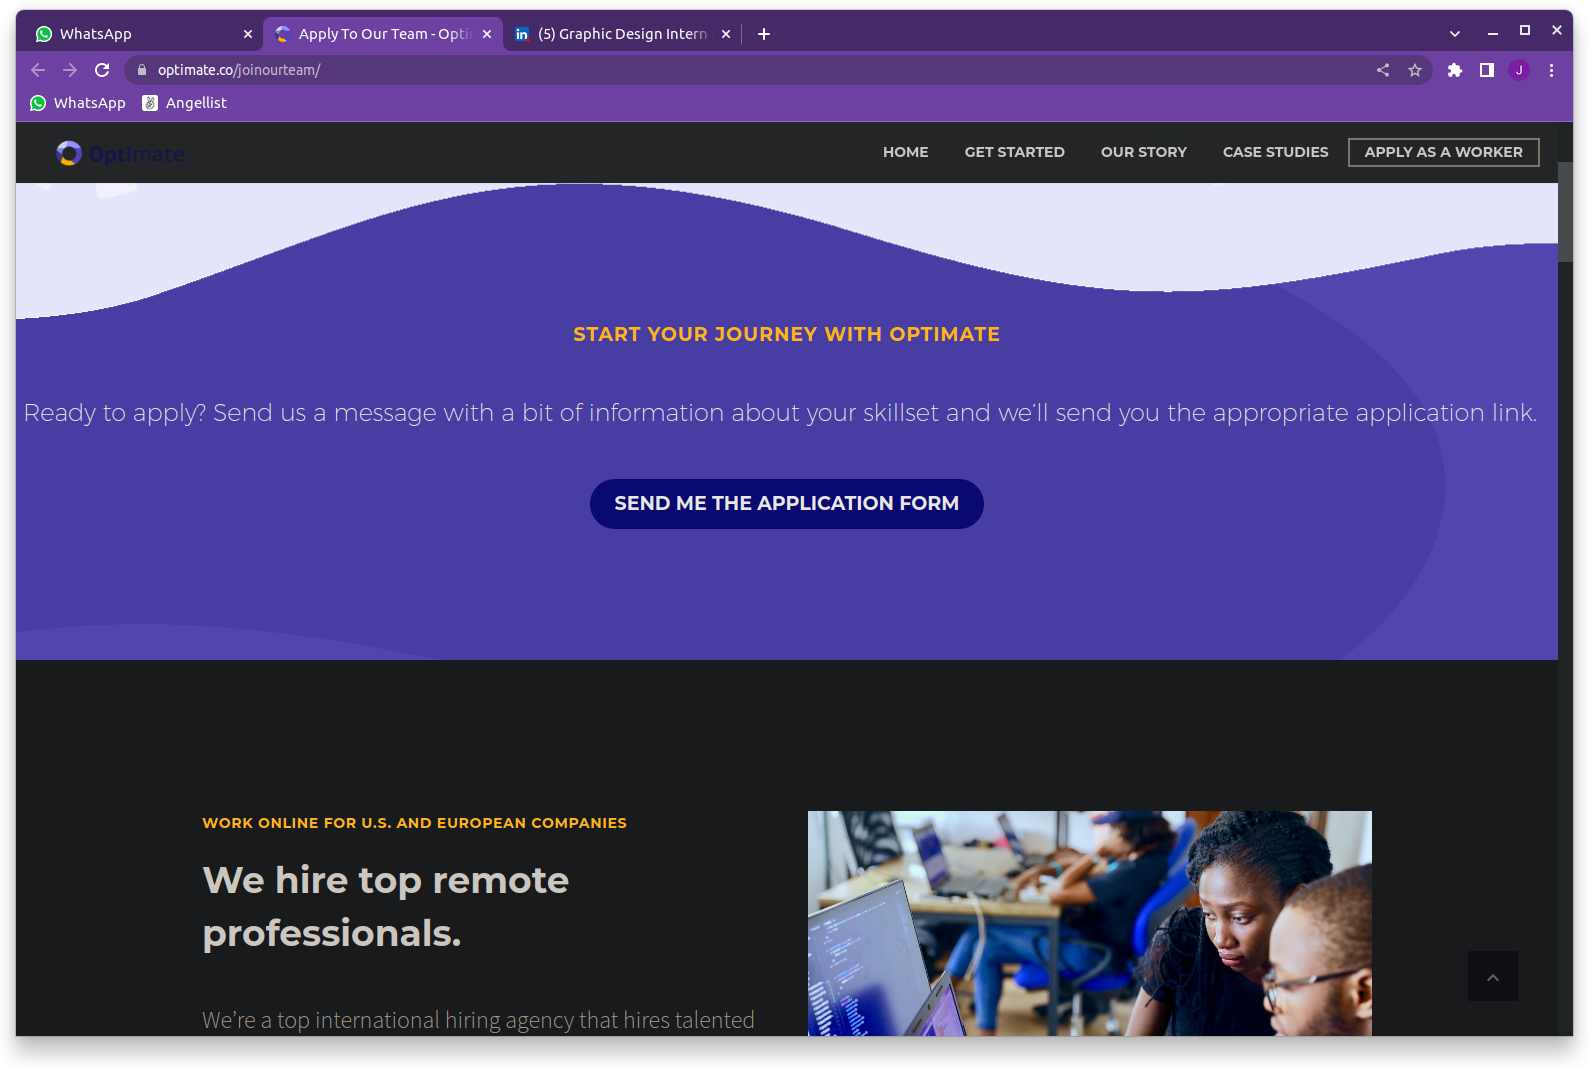 WhatsApp
Apply To Our Team - Opti
(5) Graphic Design Intern
optimate.co/joinourteam/
J
WhatsApp
Angellist
Optimate
HOME
GET STARTED
OUR STORY
CASE STUDIES
APPLY AS A WORKER
START YOUR JOURNEY WITH OPTIMATE
Ready to apply? Send us a message with a bit of information about your skillset and we'll send you the appropriate application link.
SEND ME THE APPLICATION FORM
WORK ONLINE FOR U.S. AND EUROPEAN COMPANIES
We hire top remote
professionals.
We're a top international hiring agency that hires talented